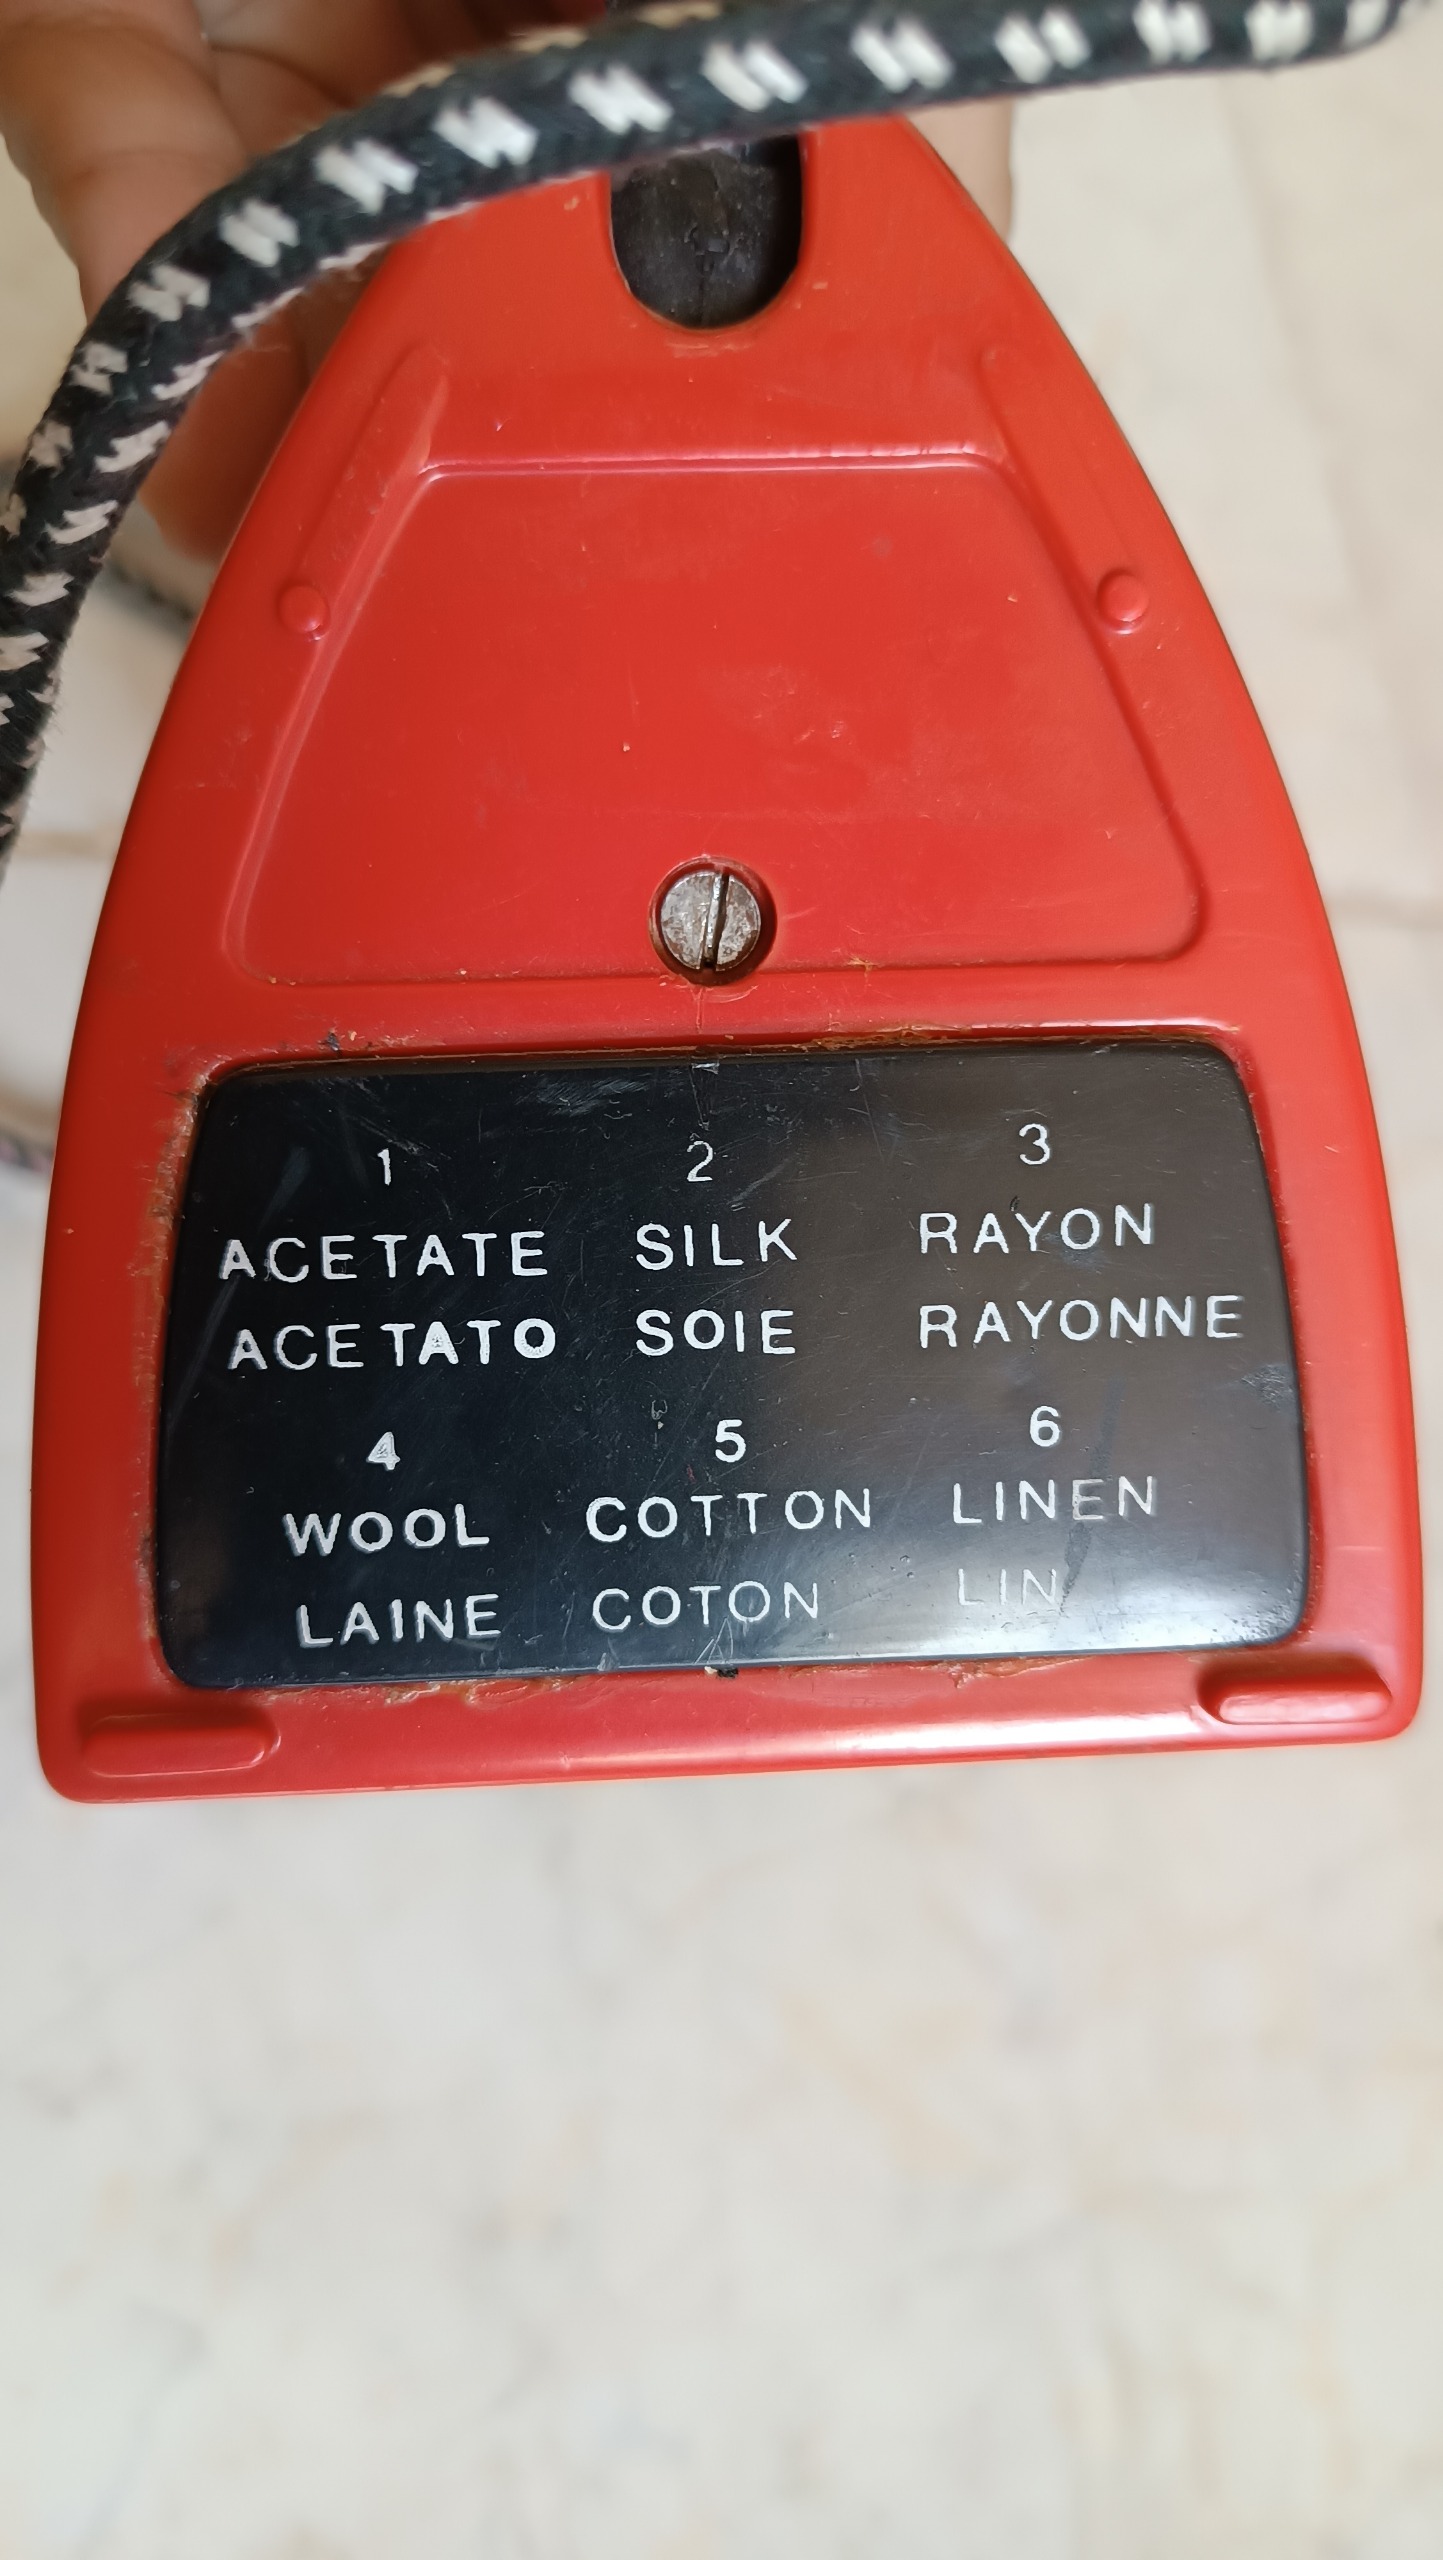 1 2 3
ACETATE SILK RAYON
ACETATO SOIE RAYONNE
4 5 6
WOOL COTTON LINEN
LAINE COTON LIN